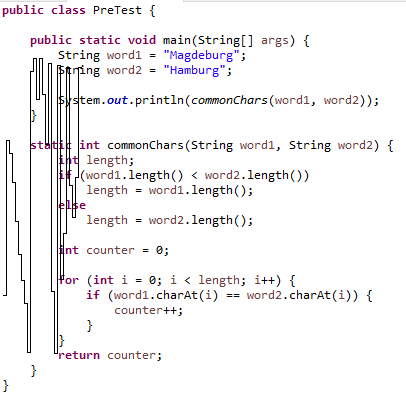 public class PreTest {
public static void main(String[] args) {
String word1 = "Magdeburg";
String word2 = "Hamburg";
System.out.println(commonChars(word1, word2));
}
static int commonChars(String word1, String word2) {
int length;
if (word1.length() < word2.length())
length = word1.length();
else
length = word2.length();
int counter = 0;
for (int i = 0; i < length; i++) {
if (word1.charAt(i) == word2.charAt(i)) {
counter++;
}
}
return counter;
}
}